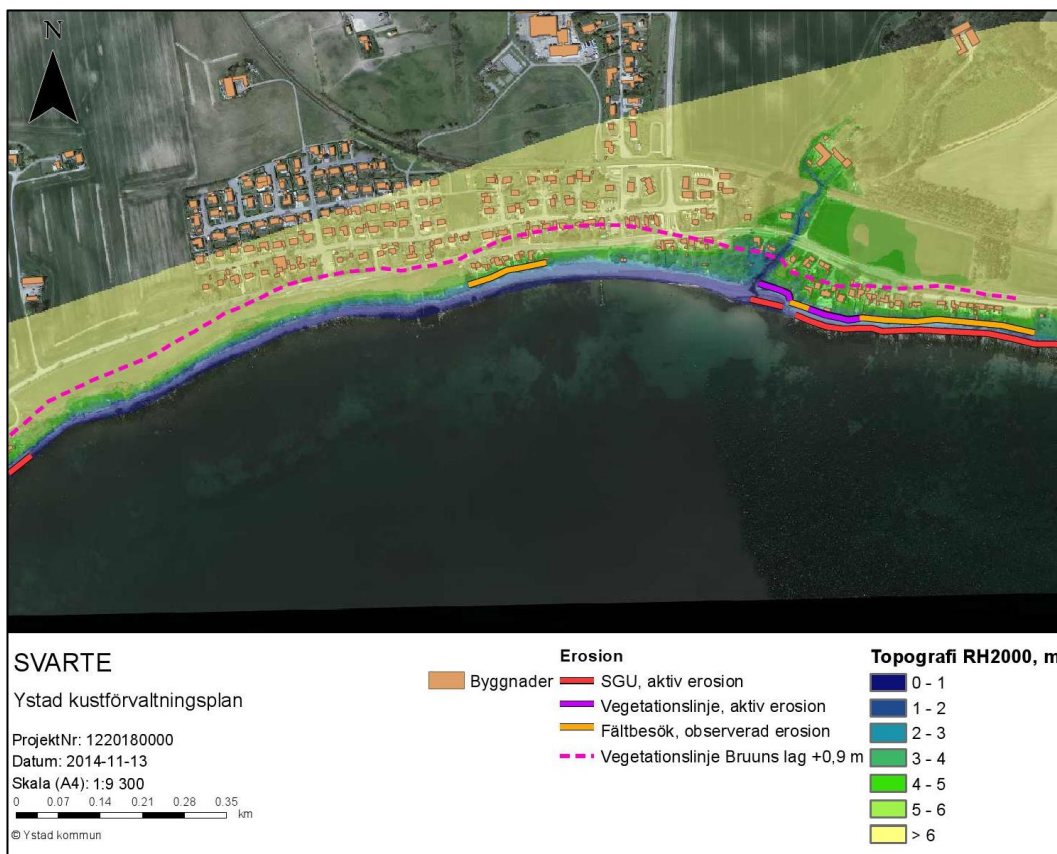 N
SVARTE
Ystad kustförvaltningsplan
ProjektNr: 1220180000
Datum: 2014-11-13
Skala (A4): 1:9 300
0 0.07 0.14 0.21 0.28 0.35
km
© Ystad kommun
Byggnader
Erosion
SGU, aktiv erosion
Vegetationslinje, aktiv erosion
Fältbesök, observerad erosion
Vegetationslinje Bruuns lag +0,9 m
Topografi RH2000, m
0 - 1
1 - 2
2 - 3
3 - 4
4 - 5
5 - 6
> 6